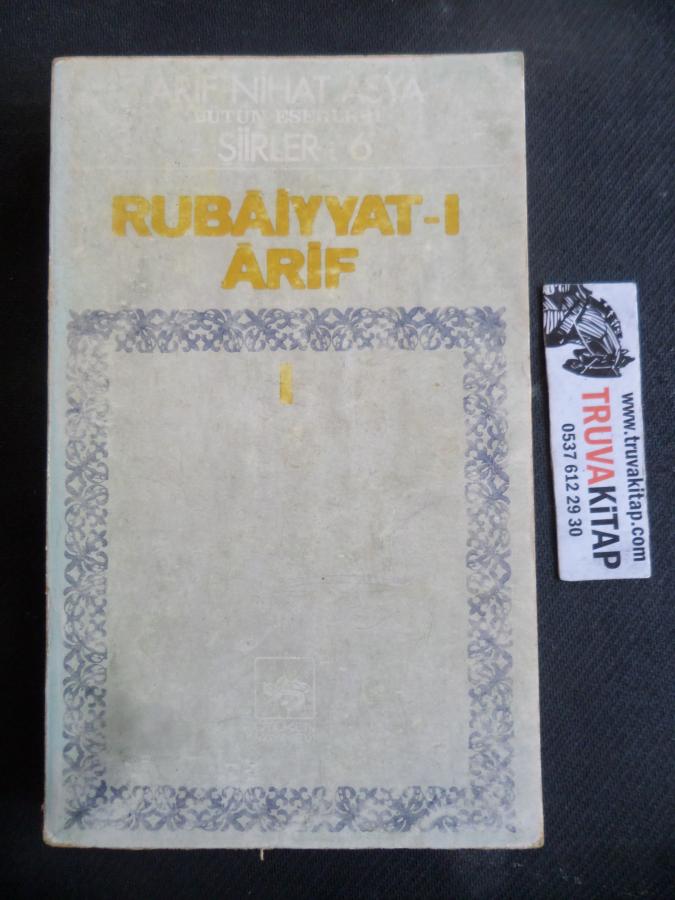 ARİF NİHAT ASYA
BÜTÜN ESERLERİ
ŞİİRLER : 6
RUBÂİYYAT-I
ÂRİF
I
www.truvakitap.com
TRUVAKİTAP
0537 612 29 30